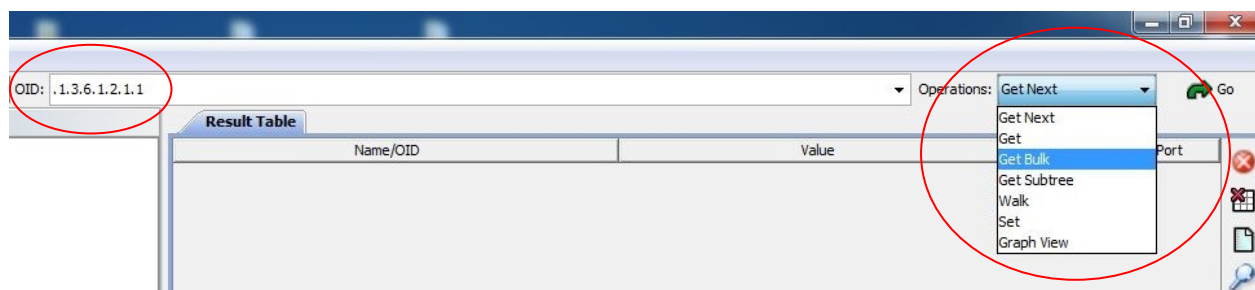 OID: .1.3.6.1.2.1.1
Operations: Get Next
Go
Result Table
Name/OID
Value
Port
Get Next
Get
Get Bulk
Get Subtree
Walk
Set
Graph View